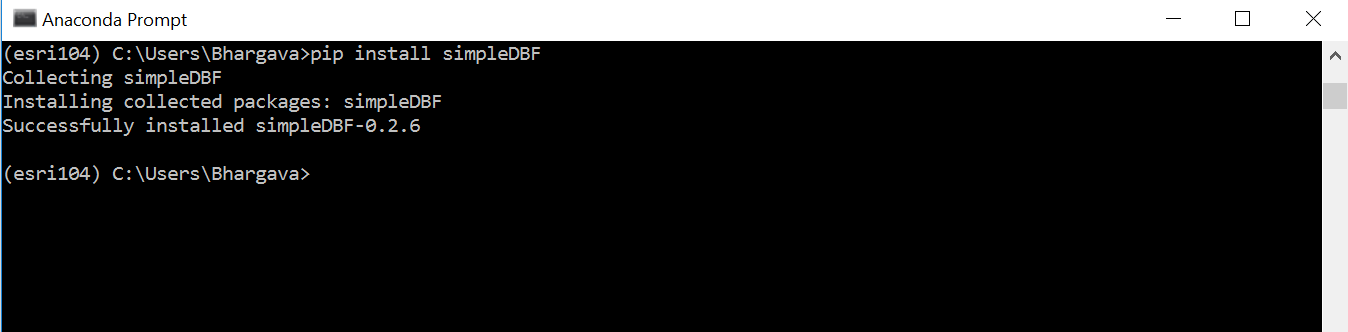 Anaconda Prompt
(esri104) C:\Users\Bhargava>pip install simpleDBF
Collecting simpleDBF
Installing collected packages: simpleDBF
Successfully installed simpleDBF-0.2.6
(esri104) C:\Users\Bhargava>